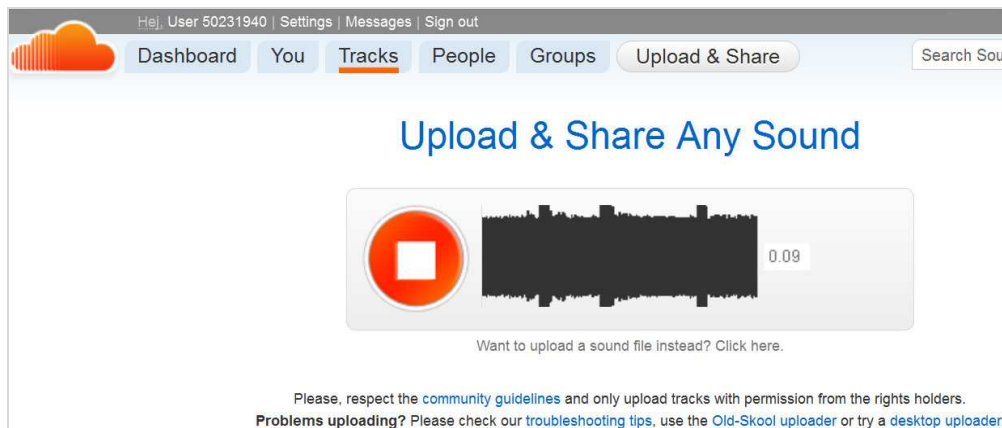 Hej, User 50231940 | Settings | Messages | Sign out
Dashboard You Tracks People Groups Upload & Share Search Sou
Upload & Share Any Sound
0.09
Want to upload a sound file instead? Click here.
Please, respect the community guidelines and only upload tracks with permission from the rights holders.
Problems uploading? Please check our troubleshooting tips, use the Old-Skool uploader or try a desktop uploader